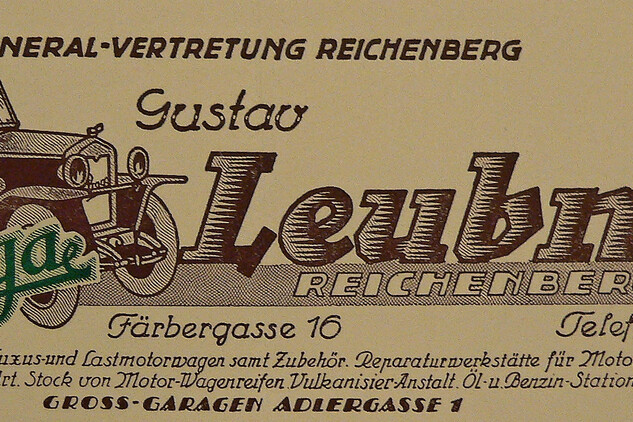 NERAL-VERTRETUNG REICHENBERG
Gustav
Leubn
REICHENBER
Färbergasse 16
Telef
uxus-und Lastmotorwagen samt Zubehör. Reparaturwerkstätte für Moto
Art. Stock von Motor-Wagenreifen Vulkanisier-Anstalt. Öl-u. Benzin-Station
GROSS-GARAGEN ADLERGASSE 1